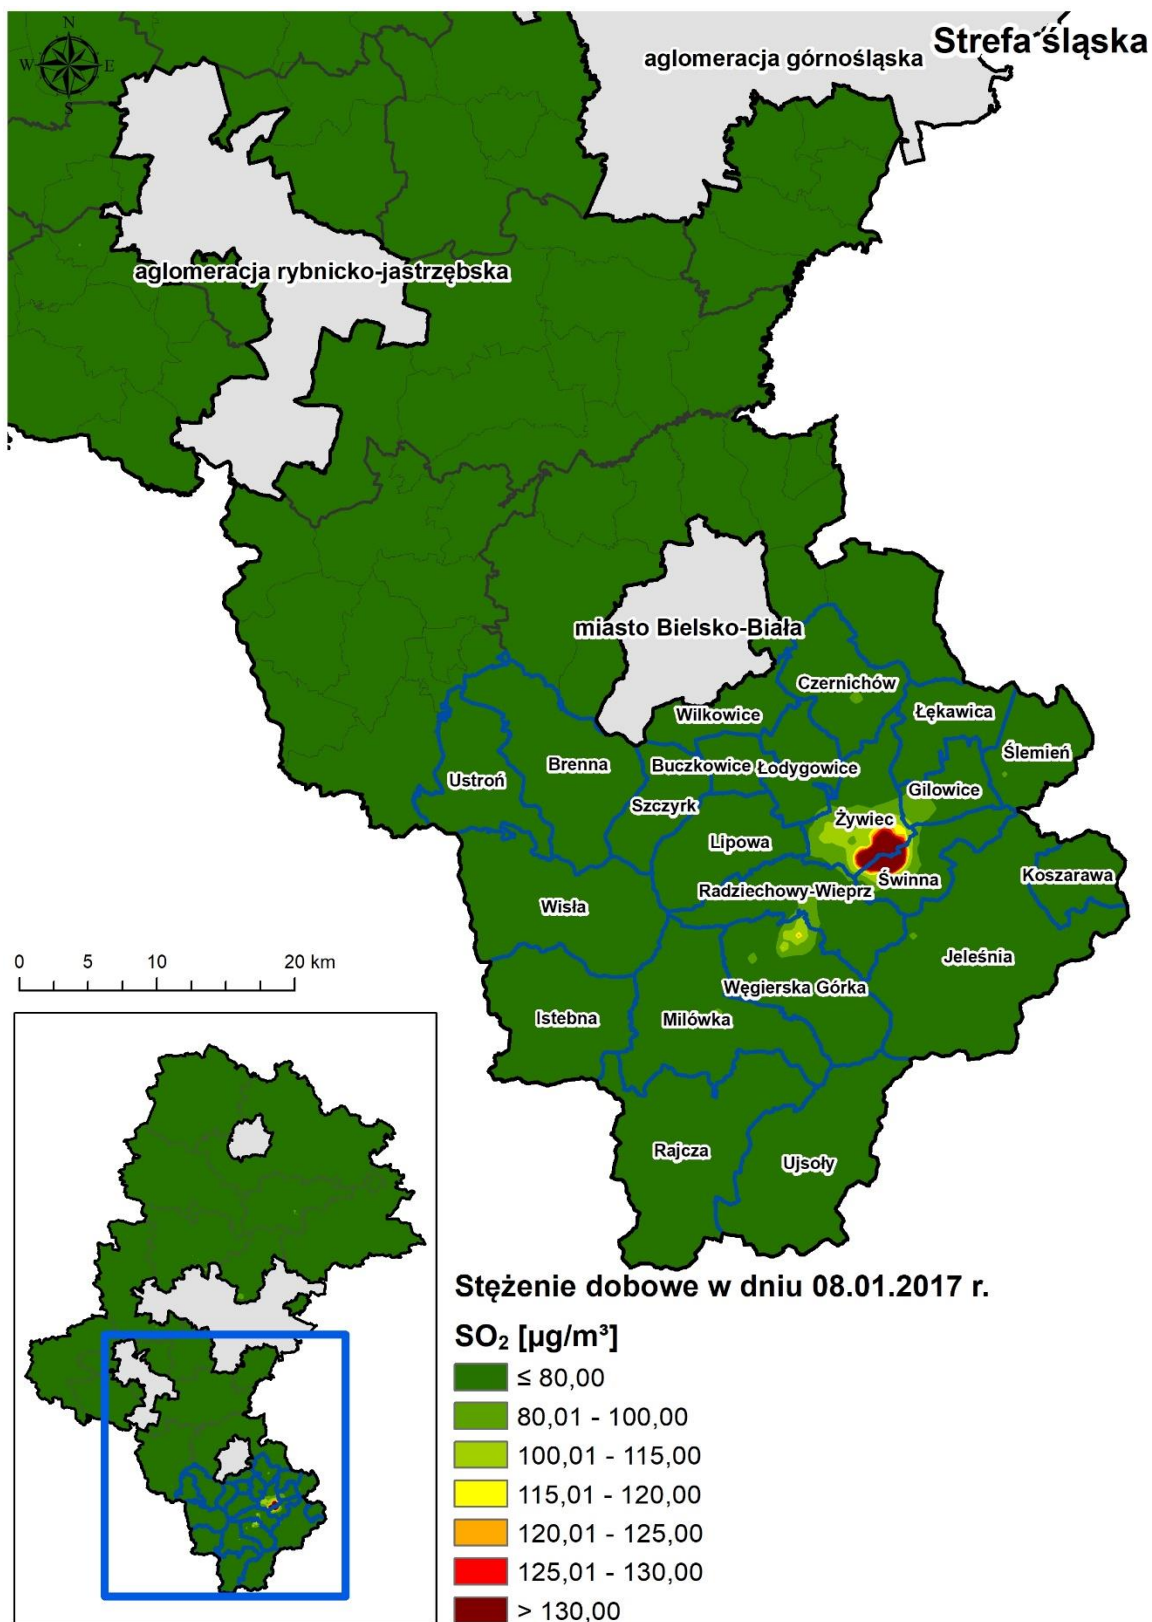 Strefa śląska
N
W E
S
aglomeracja górnośląska
aglomeracja rybnicko-jastrzębska
miasto Bielsko-Biała
Czernichów
Wilkowice
Łękawica
Ślemień
Buczkowice
Łodygowice
Brenna
Ustroń
Gilowice
Szczyrk
Żywiec
Lipowa
Świnna
Koszarawa
Radziechowy-Wieprz
Wisła
Jeleśnia
Węgierska Górka
Istebna
Milówka
Rajcza
Ujsoły
0 5 10 20 km
Stężenie dobowe w dniu 08.01.2017 r.
SO₂ [µg/m³]
≤ 80,00
80,01 - 100,00
100,01 - 115,00
115,01 - 120,00
120,01 - 125,00
125,01 - 130,00
> 130,00